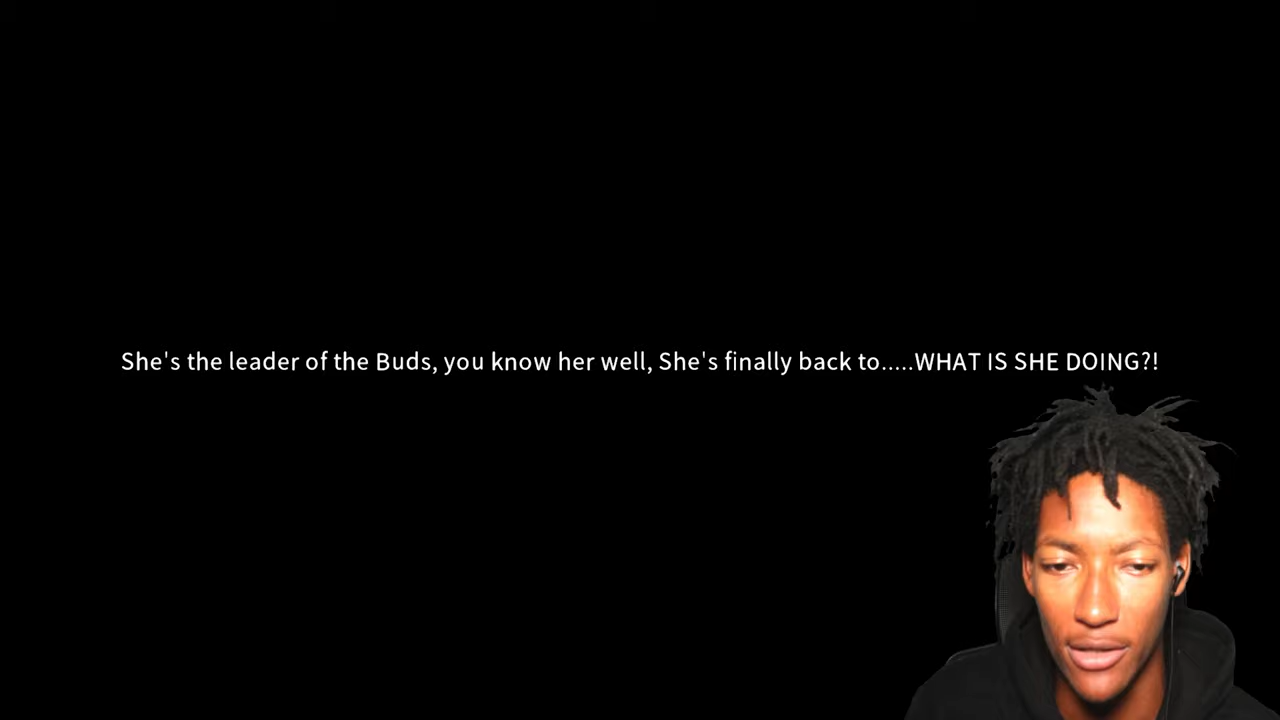 She's the leader of the Buds, you know her well, She's finally back to.....WHAT IS SHE DOING?!